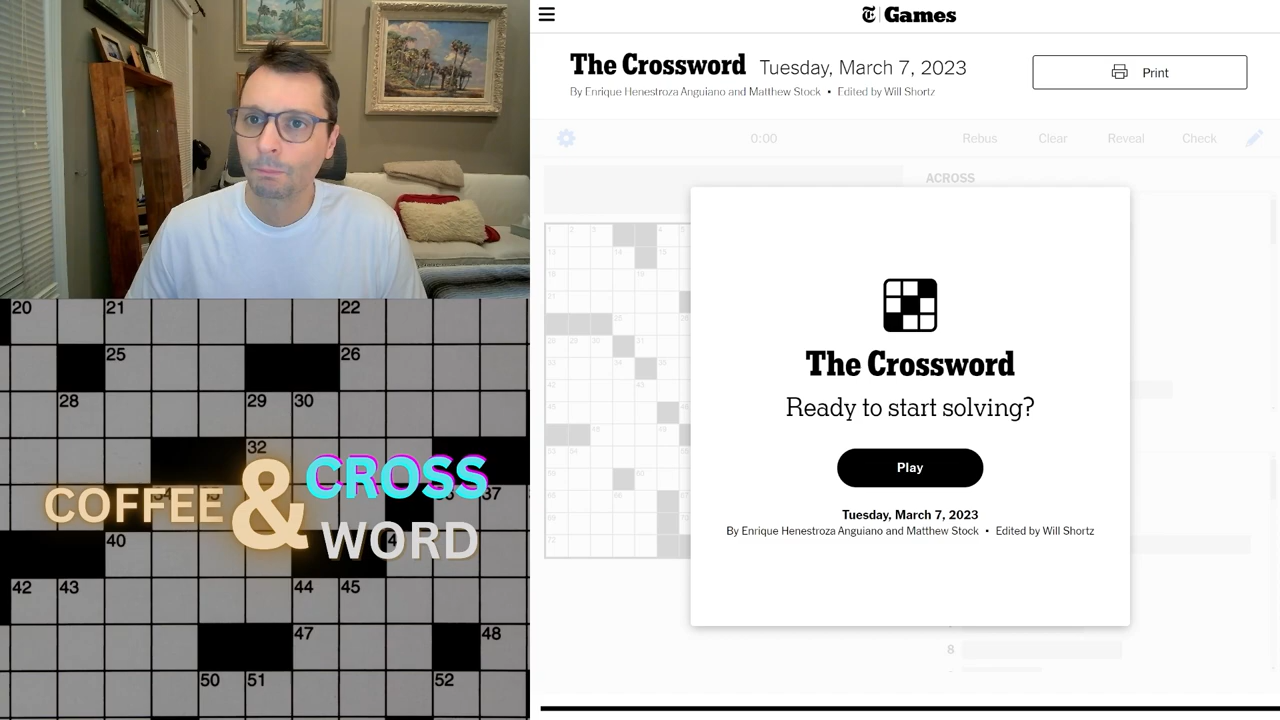 Games
The Crossword Tuesday, March 7, 2023
Print
By Enrique Henestroza Anguiano and Matthew Stock • Edited by Will Shortz
0:00
Rebus
Clear
Reveal
Check
ACROSS
The Crossword
Ready to start solving?
Play
Tuesday, March 7, 2023
By Enrique Henestroza Anguiano and Matthew Stock • Edited by Will Shortz
8
20 21 22
25 26
28 29 30
32
COFFEE & CROSS
WORD
37
40
42 43 44 45
47 48
50 51 52